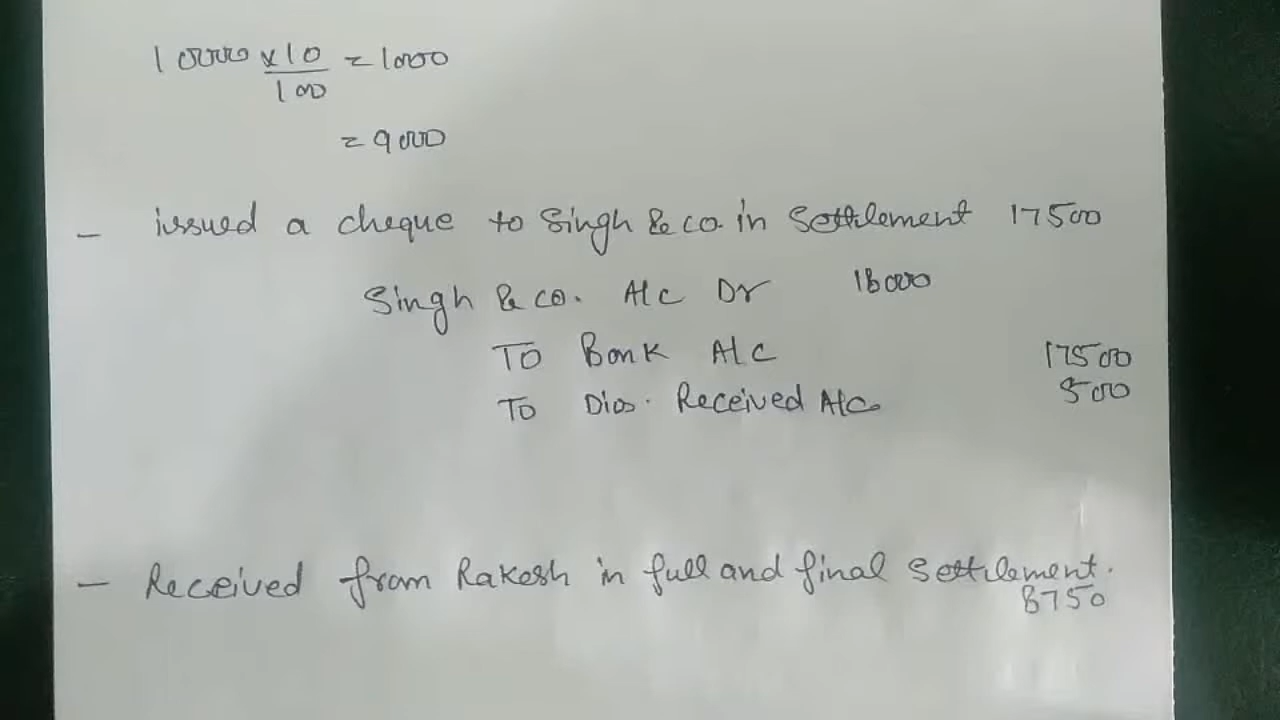 10000 x 10 = 1000
100
= 9000
- issued a cheque to Singh & co. in Settlement 17500
Singh & co. A/c Dr 18000
To Bank A/c 17500
To Dis. Received A/c 500
- Received from Rakesh in full and final Settlement.
8750